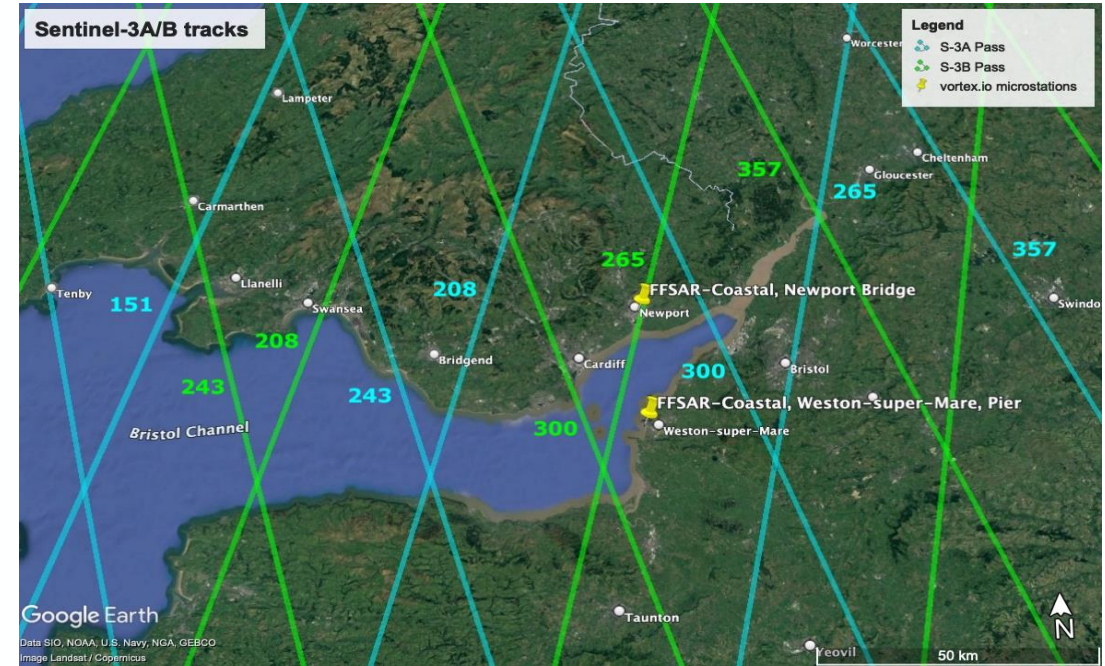 Sentinel-3A/B tracks
Legend
S-3A Pass
S-3B Pass
vortex.io microstations
Worcester
Lampeter
Cheltenham
Gloucester
357
265
Carmarthen
357
265
Tenby
151
Llanelli
Swansea
208
FFSAR-Coastal, Newport Bridge
Newport
Swindo
208
Bridgend
Cardiff
300
Bristol
243
243
FFSAR-Coastal, Weston-super-Mare, Pier
Bristol Channel
300
Weston-super-Mare
Google Earth
Data SIO, NOAA, U.S. Navy, NGA, GEBCO
Image Landsat / Copernicus
Taunton
N
Yeovil
50 km